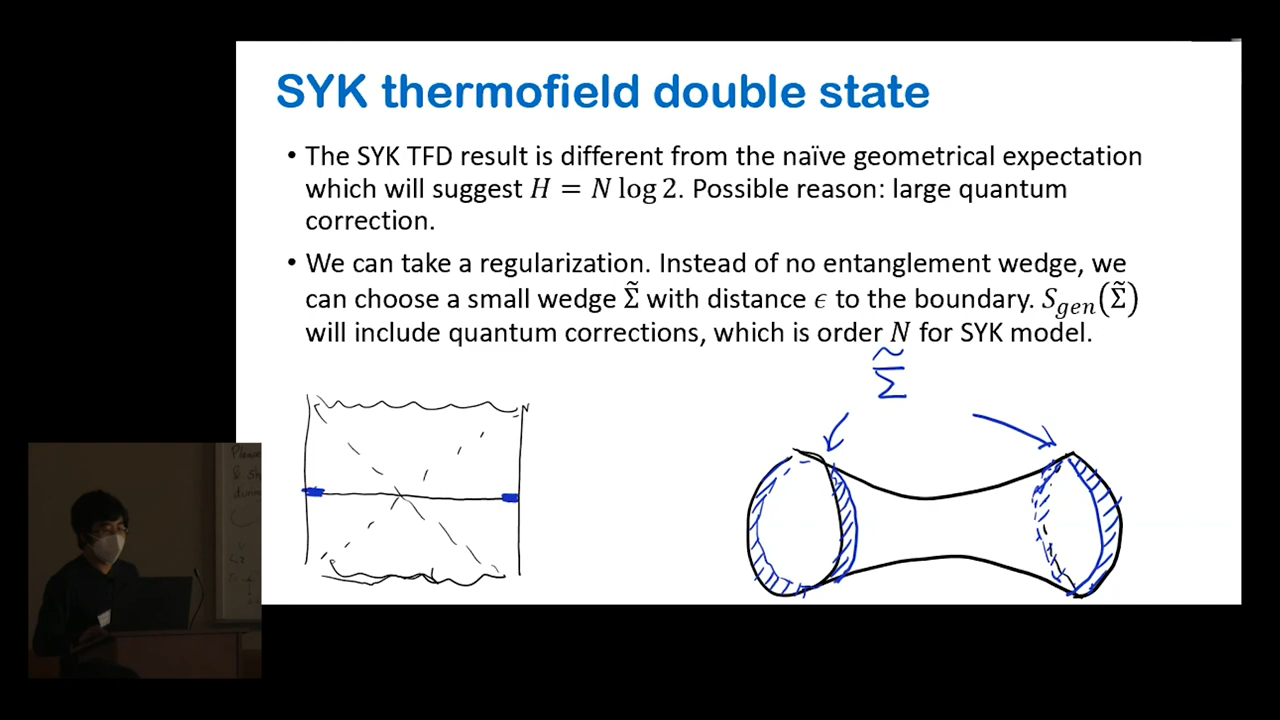 SYK thermofield double state
• The SYK TFD result is different from the naïve geometrical expectation
which will suggest H = N log 2. Possible reason: large quantum
correction.
• We can take a regularization. Instead of no entanglement wedge, we
can choose a small wedge Σ̃ with distance ϵ to the boundary. S_gen(Σ̃)
will include quantum corrections, which is order N for SYK model.
Σ̃
Please